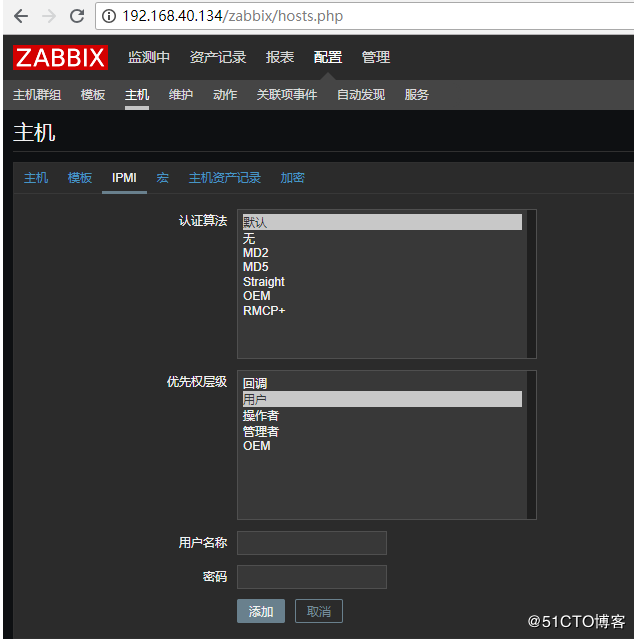 192.168.40.134/zabbix/hosts.php
ZABBIX 监测中 资产记录 报表 配置 管理
主机群组 模板 主机 维护 动作 关联项事件 自动发现 服务
主机
主机 模板 IPMI 宏 主机资产记录 加密
认证算法 默认
无
MD2
MD5
Straight
OEM
RMCP+
优先权层级 回调
用户
操作者
管理者
OEM
用户名称
密码
添加 取消
@51CTO博客